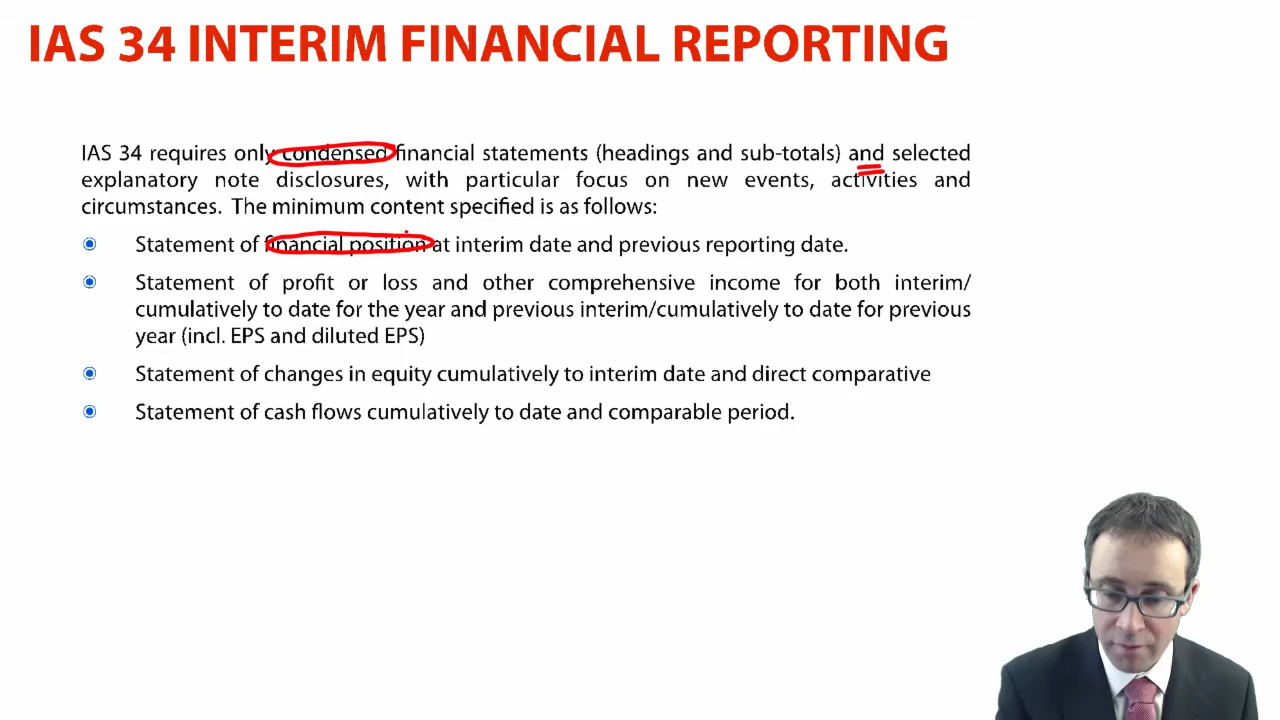 IAS 34 INTERIM FINANCIAL REPORTING
IAS 34 requires only condensed financial statements (headings and sub-totals) and selected
explanatory note disclosures, with particular focus on new events, activities and
circumstances. The minimum content specified is as follows:
Statement of financial position at interim date and previous reporting date.
Statement of profit or loss and other comprehensive income for both interim/
cumulatively to date for the year and previous interim/cumulatively to date for previous
year (incl. EPS and diluted EPS)
Statement of changes in equity cumulatively to interim date and direct comparative
Statement of cash flows cumulatively to date and comparable period.